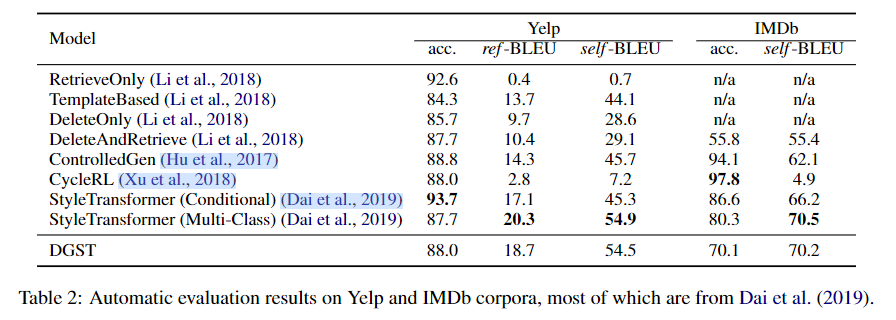 Model Yelp IMDb
acc. ref-BLEU self-BLEU acc. self-BLEU
RetrieveOnly (Li et al., 2018) 92.6 0.4 0.7 n/a n/a
TemplateBased (Li et al., 2018) 84.3 13.7 44.1 n/a n/a
DeleteOnly (Li et al., 2018) 85.7 9.7 28.6 n/a n/a
DeleteAndRetrieve (Li et al., 2018) 87.7 10.4 29.1 55.8 55.4
ControlledGen (Hu et al., 2017) 88.8 14.3 45.7 94.1 62.1
CycleRL (Xu et al., 2018) 88.0 2.8 7.2 97.8 4.9
StyleTransformer (Conditional) (Dai et al., 2019) 93.7 17.1 45.3 86.6 66.2
StyleTransformer (Multi-Class) (Dai et al., 2019) 87.7 20.3 54.9 80.3 70.5
DGST 88.0 18.7 54.5 70.1 70.2
Table 2: Automatic evaluation results on Yelp and IMDb corpora, most of which are from Dai et al. (2019).